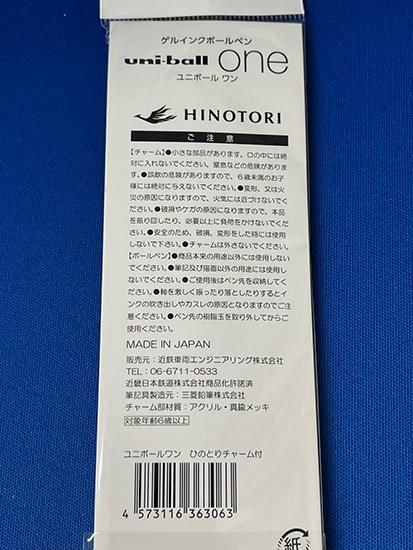 ゲルインクボールペン
uni-ball one
ユニボール ワン
HINOTORI
ご 注 意
【チャーム】●小さな部品があります。口の中には絶
対に入れないでください。窒息などの危険がありま
す。●誤飲の危険がありますので、6歳未満のお子
様には絶対に与えないでください。●変形、又は火
災の原因になりますので、火気には近づけないでく
ださい。●破損やケガの原因になりますので、本品
を振り回したり、必要以上に負荷をかけないでくださ
い。●安全のため、破損、変形をした時には使用
しないで下さい。●チャームは外さないでください。
【ボールペン】●商品本来の用途以外には使用しない
でください。●筆記及び描画以外の用途には使用し
ないでください。●ご使用後はペン先を収納してく
ださい。●軸を激しく振ったり落としたりするとイ
ンクの吹き出しやカスレの原因となりますのでご注
意ください。●ペン先の樹脂玉を取り外してからご
使用ください。
MADE IN JAPAN
販売元：近鉄車両エンジニアリング株式会社
TEL：06-6711-0533
近畿日本鉄道株式会社商品化許諾済
筆記具製造元：三菱鉛筆株式会社
チャーム部材質：アクリル・真鍮メッキ
対象年齢6歳以上
ユニボールワン ひのとりチャーム付
4 573116 363063
紙